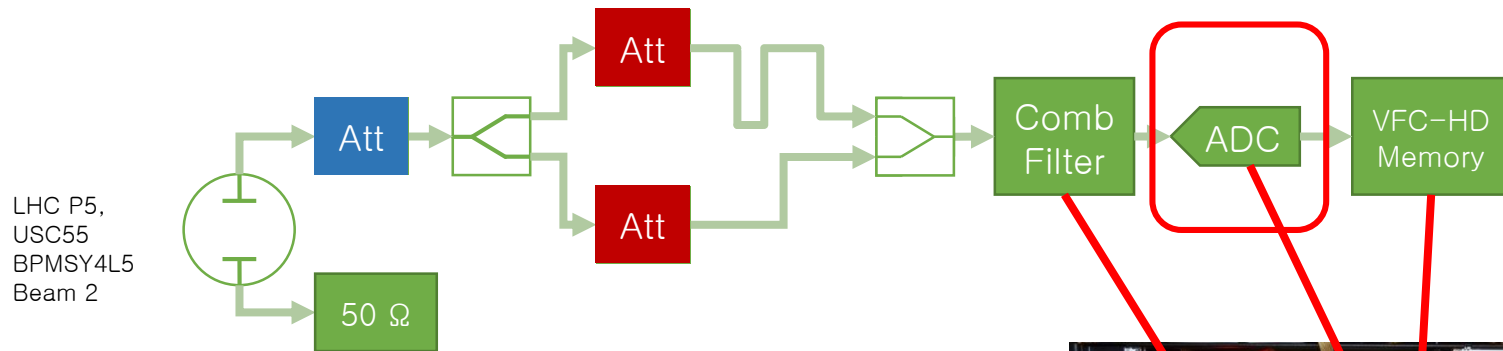 LHC P5,
USC55
BPMSY4L5
Beam 2
Att
50 Ω
Att
Att
Comb
Filter
ADC
VFC-HD
Memory